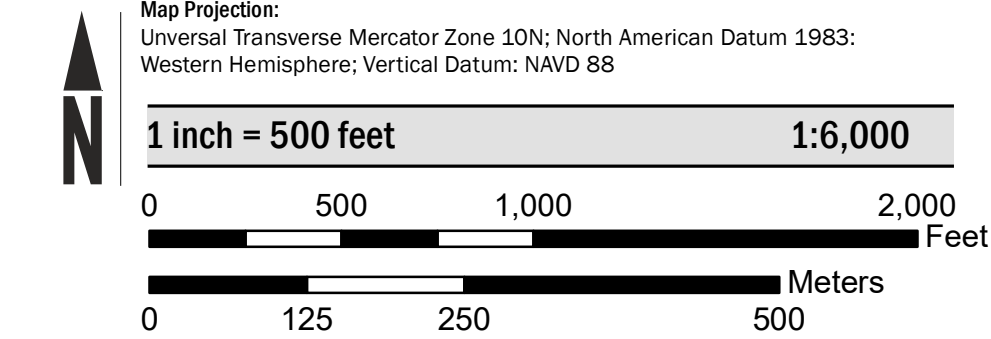 Map Projection:
Unversal Transverse Mercator Zone 10N; North American Datum 1983:
Western Hemisphere; Vertical Datum: NAVD 88
N
1 inch = 500 feet 1:6,000
0 500 1,000 2,000
Feet
Meters
0 125 250 500